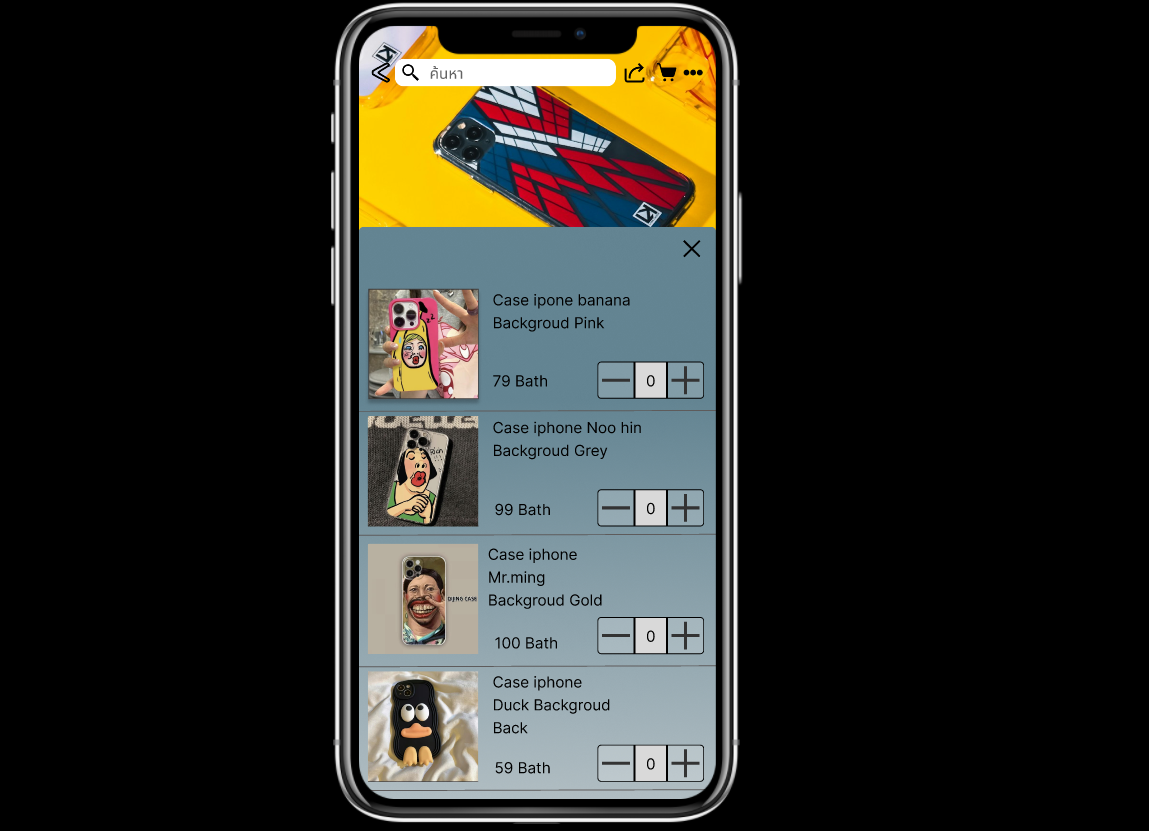 ค้นหา
Case ipone banana
Backgroud Pink
79 Bath
0
Case iphone Noo hin
Backgroud Grey
99 Bath
0
DIJING CASE
Case iphone
Mr.ming
Backgroud Gold
100 Bath
0
Case iphone
Duck Backgroud
Back
59 Bath
0